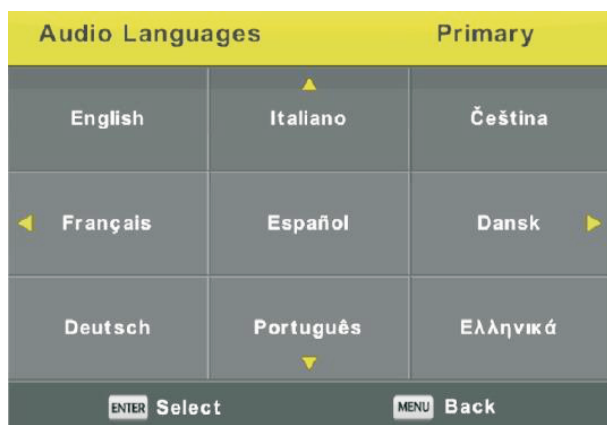 Audio Languages Primary
English Italiano Čeština
Français Español Dansk
Deutsch Português Ελληνικά
ENTER Select MENU Back